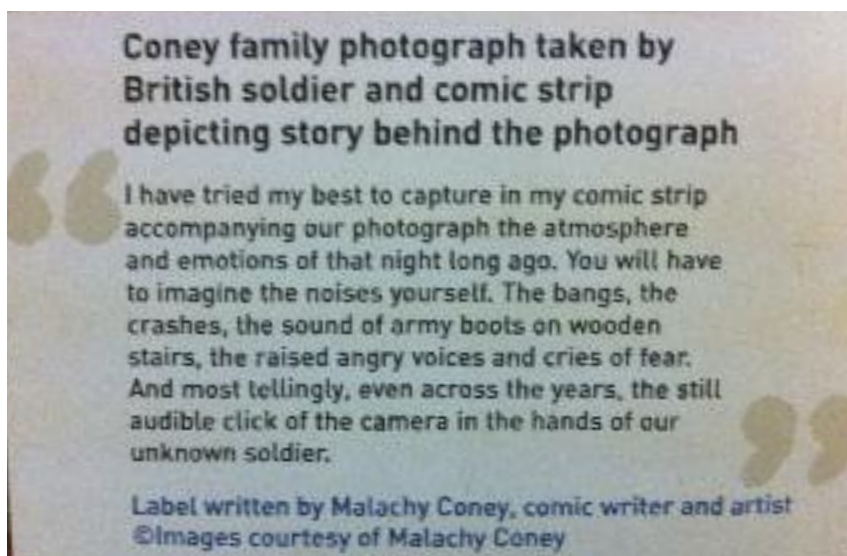 Coney family photograph taken by
British soldier and comic strip
depicting story behind the photograph
“
I have tried my best to capture in my comic strip
accompanying our photograph the atmosphere
and emotions of that night long ago. You will have
to imagine the noises yourself. The bangs, the
crashes, the sound of army boots on wooden
stairs, the raised angry voices and cries of fear.
And most tellingly, even across the years, the still
audible click of the camera in the hands of our
unknown soldier.
”
Label written by Malachy Coney, comic writer and artist
©Images courtesy of Malachy Coney